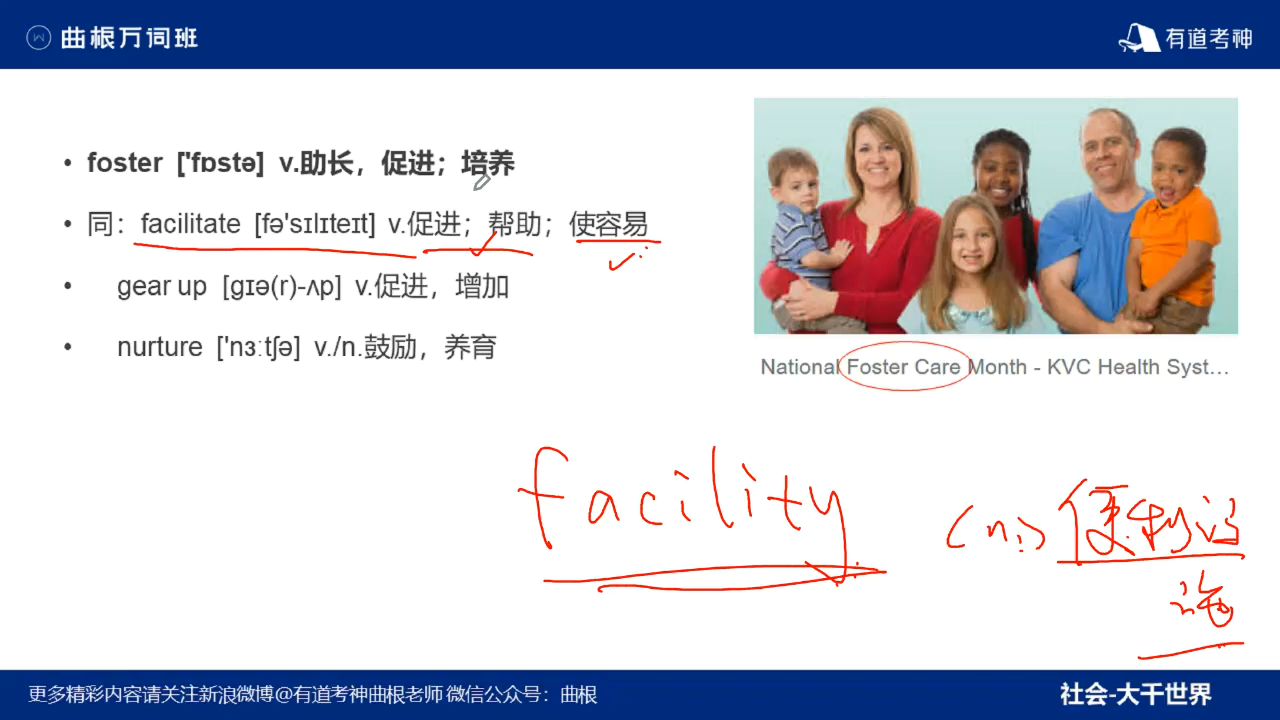 曲根万词班
有道考神
• foster ['fɒstə] v.助长，促进；培养
• 同：facilitate [fə'sɪlɪteɪt] v.促进；帮助；使容易
• gear up [gɪə(r)-ʌp] v.促进，增加
• nurture ['nɜːtʃə] v./n.鼓励，养育
National Foster Care Month - KVC Health Syst…
facility
(n.) 便利设
施
更多精彩内容请关注新浪微博@有道考神曲根老师 微信公众号：曲根
社会-大千世界